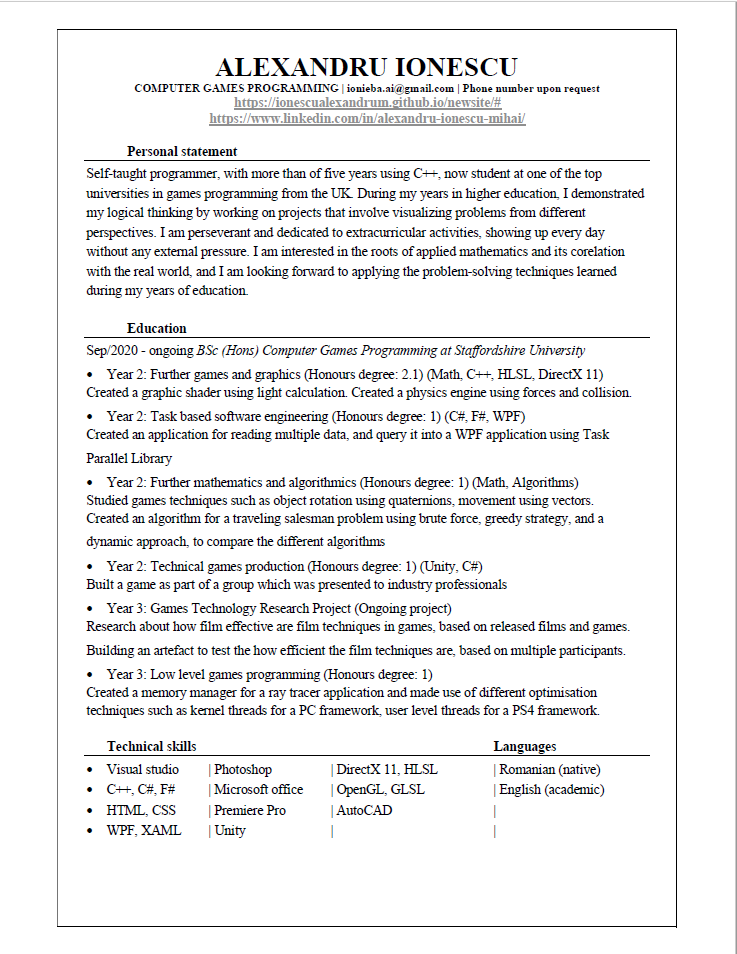 ALEXANDRU IONESCU
COMPUTER GAMES PROGRAMMING | ionieba.ai@gmail.com | Phone number upon request
https://ionescualexandrum.github.io/newsite/#
https://www.linkedin.com/in/alexandru-ionescu-mihai/
Personal statement
Self-taught programmer, with more than of five years using C++, now student at one of the top
universities in games programming from the UK. During my years in higher education, I demonstrated
my logical thinking by working on projects that involve visualizing problems from different
perspectives. I am perseverant and dedicated to extracurricular activities, showing up every day
without any external pressure. I am interested in the roots of applied mathematics and its corelation
with the real world, and I am looking forward to applying the problem-solving techniques learned
during my years of education.
Education
Sep/2020 - ongoing BSc (Hons) Computer Games Programming at Staffordshire University
• Year 2: Further games and graphics (Honours degree: 2.1) (Math, C++, HLSL, DirectX 11)
Created a graphic shader using light calculation. Created a physics engine using forces and collision.
• Year 2: Task based software engineering (Honours degree: 1) (C#, F#, WPF)
Created an application for reading multiple data, and query it into a WPF application using Task
Parallel Library
• Year 2: Further mathematics and algorithmics (Honours degree: 1) (Math, Algorithms)
Studied games techniques such as object rotation using quaternions, movement using vectors.
Created an algorithm for a traveling salesman problem using brute force, greedy strategy, and a
dynamic approach, to compare the different algorithms
• Year 2: Technical games production (Honours degree: 1) (Unity, C#)
Built a game as part of a group which was presented to industry professionals
• Year 3: Games Technology Research Project (Ongoing project)
Research about how film effective are film techniques in games, based on released films and games.
Building an artefact to test the how efficient the film techniques are, based on multiple participants.
• Year 3: Low level games programming (Honours degree: 1)
Created a memory manager for a ray tracer application and made use of different optimisation
techniques such as kernel threads for a PC framework, user level threads for a PS4 framework.
Technical skills Languages
• Visual studio | Photoshop | DirectX 11, HLSL | Romanian (native)
• C++, C#, F# | Microsoft office | OpenGL, GLSL | English (academic)
• HTML, CSS | Premiere Pro | AutoCAD |
• WPF, XAML | Unity | |